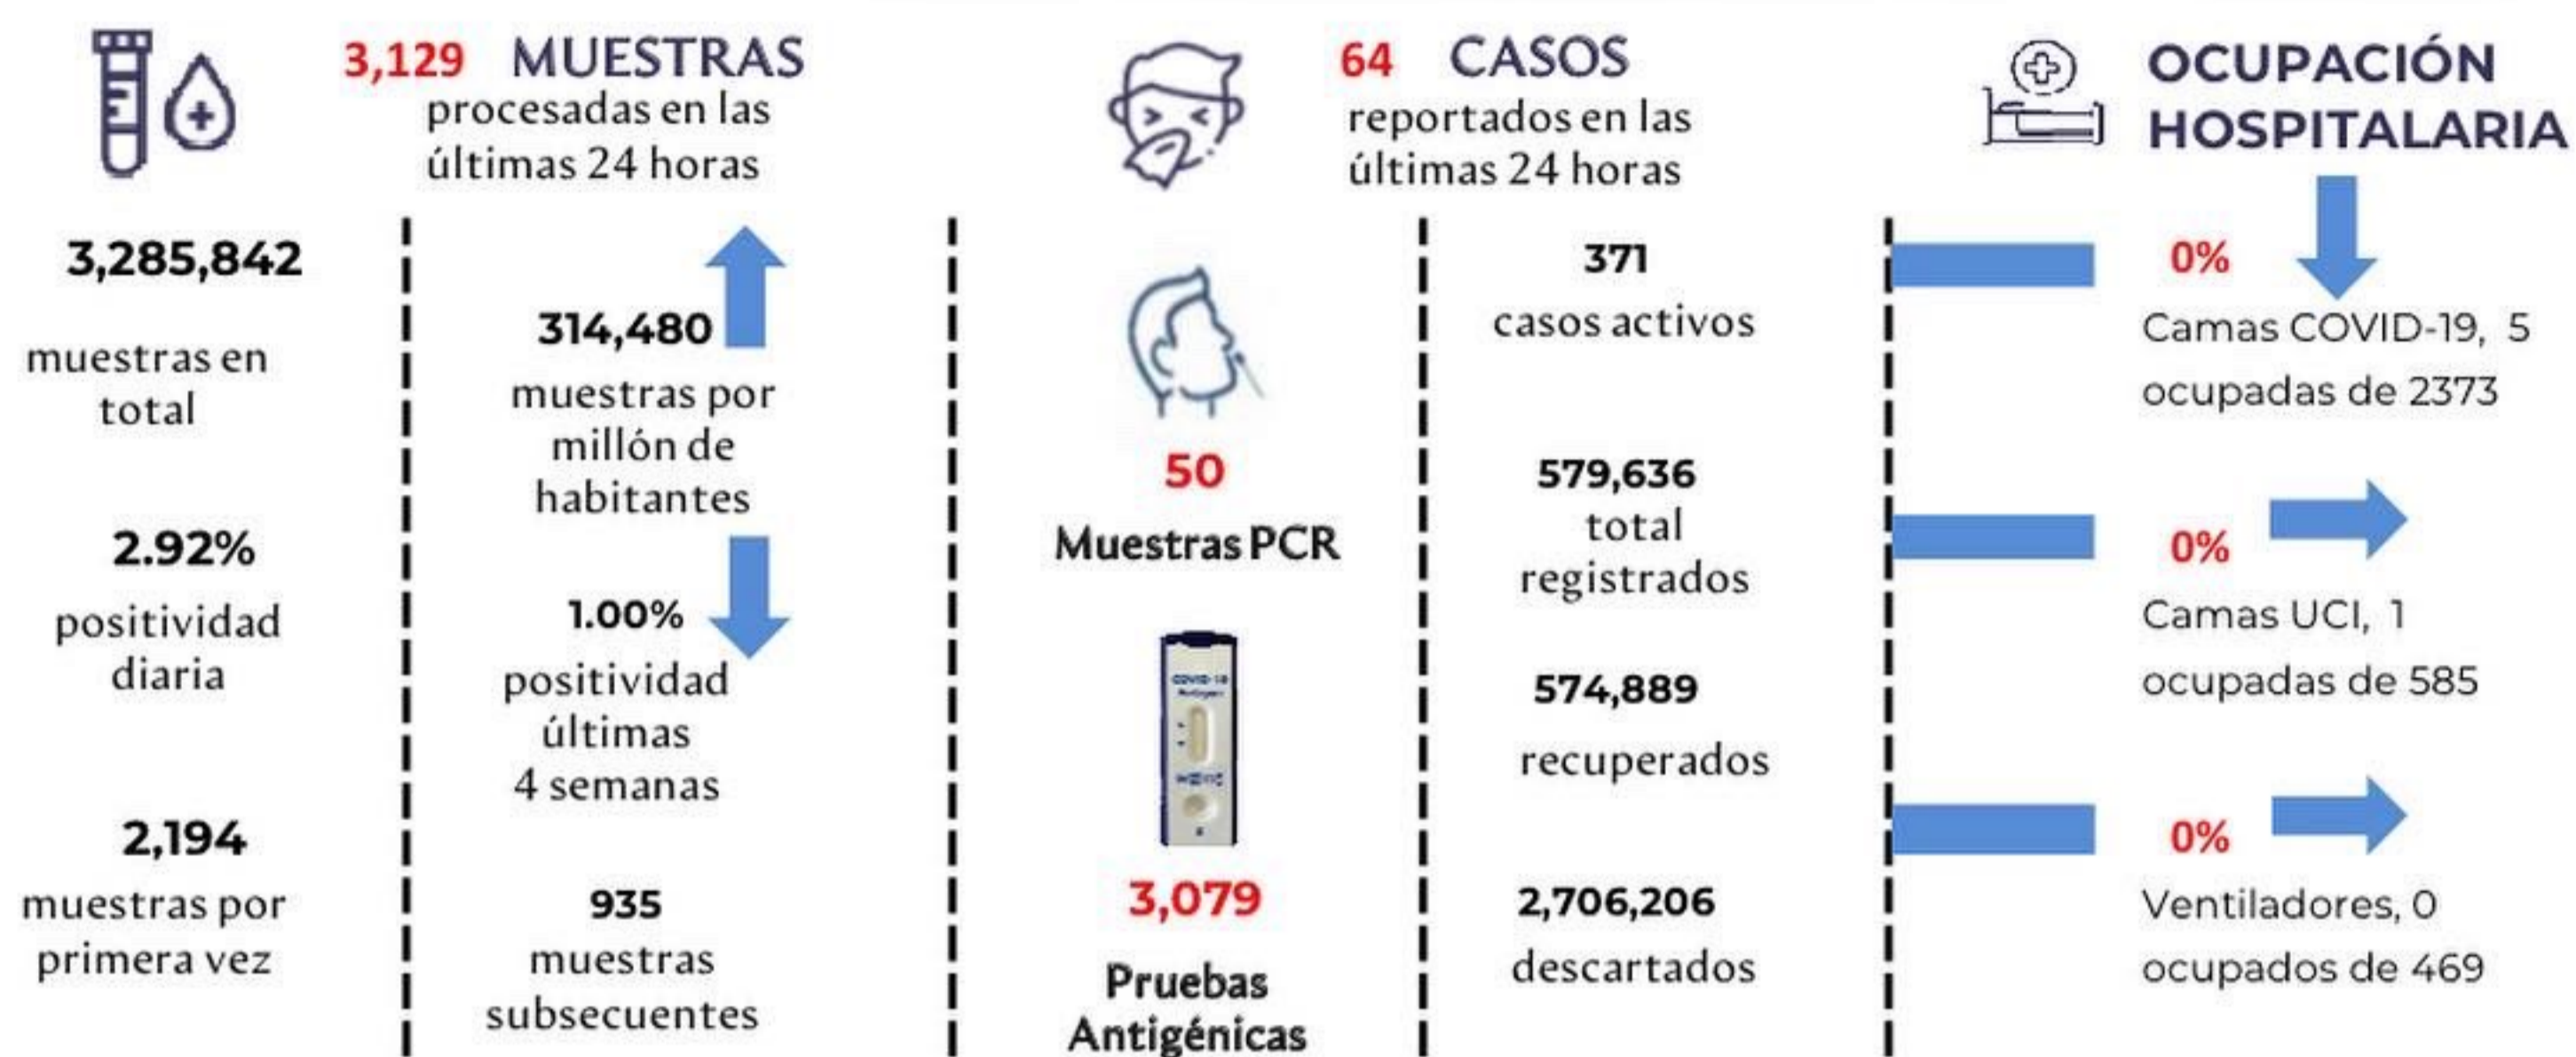 3,129 MUESTRAS
procesadas en las
últimas 24 horas
3,285,842
muestras en
total
2.92%
positividad
diaria
2,194
muestras por
primera vez
314,480
muestras por
millón de
habitantes
1.00%
positividad
últimas
4 semanas
935
muestras
subsecuentes
64 CASOS
reportados en las
últimas 24 horas
50
Muestras PCR
COVID-19
3,079
Pruebas
Antigénicas
371
casos activos
579,636
total
registrados
574,889
recuperados
2,706,206
descartados
OCUPACIÓN
HOSPITALARIA
0%
Camas COVID-19, 5
ocupadas de 2373
0%
Camas UCI, 1
ocupadas de 585
0%
Ventiladores, 0
ocupados de 469